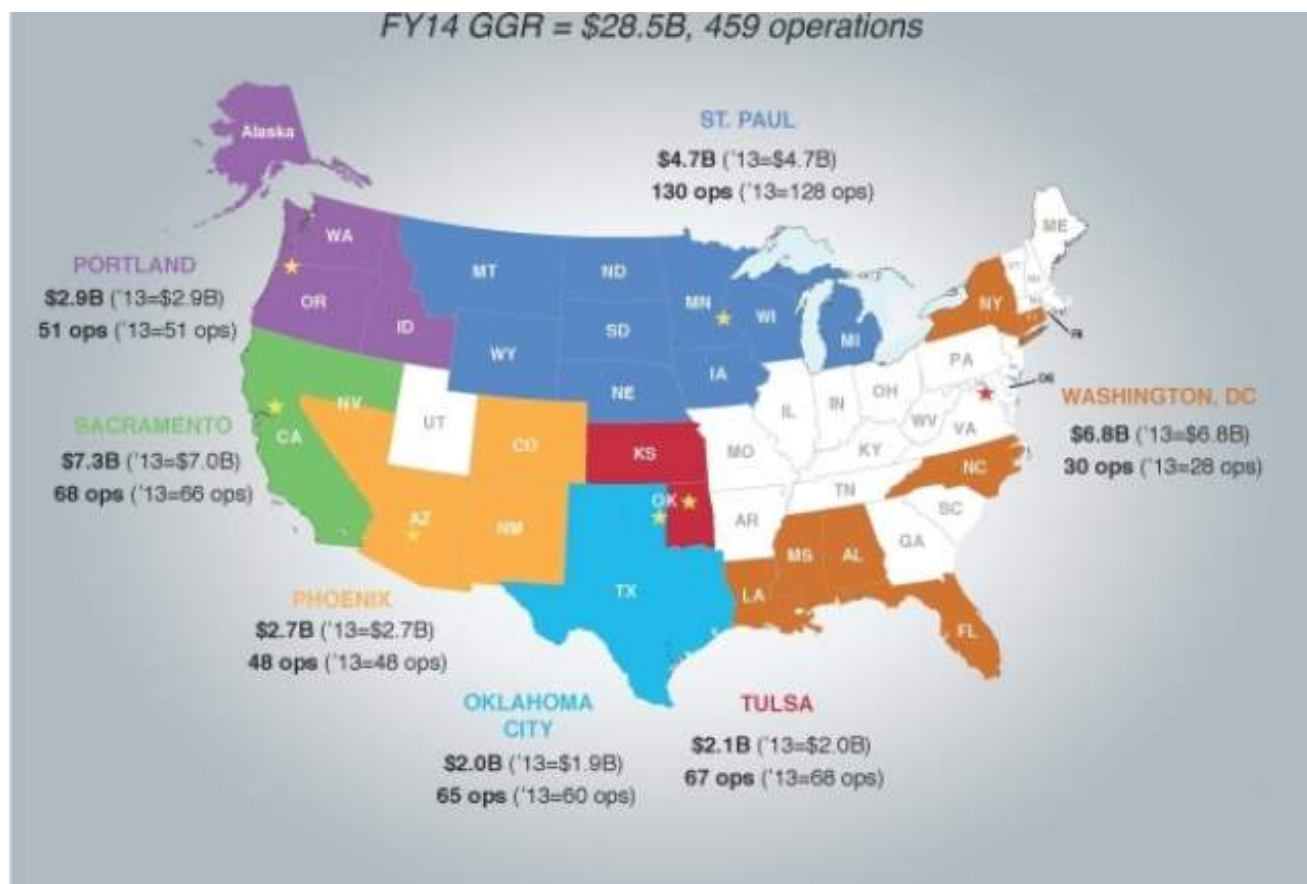 FY14 GGR = $28.5B, 459 operations
Alaska
ST. PAUL
$4.7B ('13=$4.7B)
130 ops ('13=128 ops)
ME
WA
MT
ND
MN
WI
MI
NY
PORTLAND
$2.9B ('13=$2.9B)
51 ops ('13=51 ops)
OR
ID
WY
SD
IA
NE
PA
OH
IN
IL
WV
VA
KY
WASHINGTON, DC
$6.8B ('13=$6.8B)
30 ops ('13=28 ops)
SACRAMENTO
$7.3B ('13=$7.0B)
68 ops ('13=66 ops)
NV
CA
UT
CO
KS
MO
NC
TN
SC
AZ
NM
OK
AR
GA
MS
AL
LA
TX
FL
PHOENIX
$2.7B ('13=$2.7B)
48 ops ('13=48 ops)
OKLAHOMA
CITY
$2.0B ('13=$1.9B)
65 ops ('13=60 ops)
TULSA
$2.1B ('13=$2.0B)
67 ops ('13=68 ops)